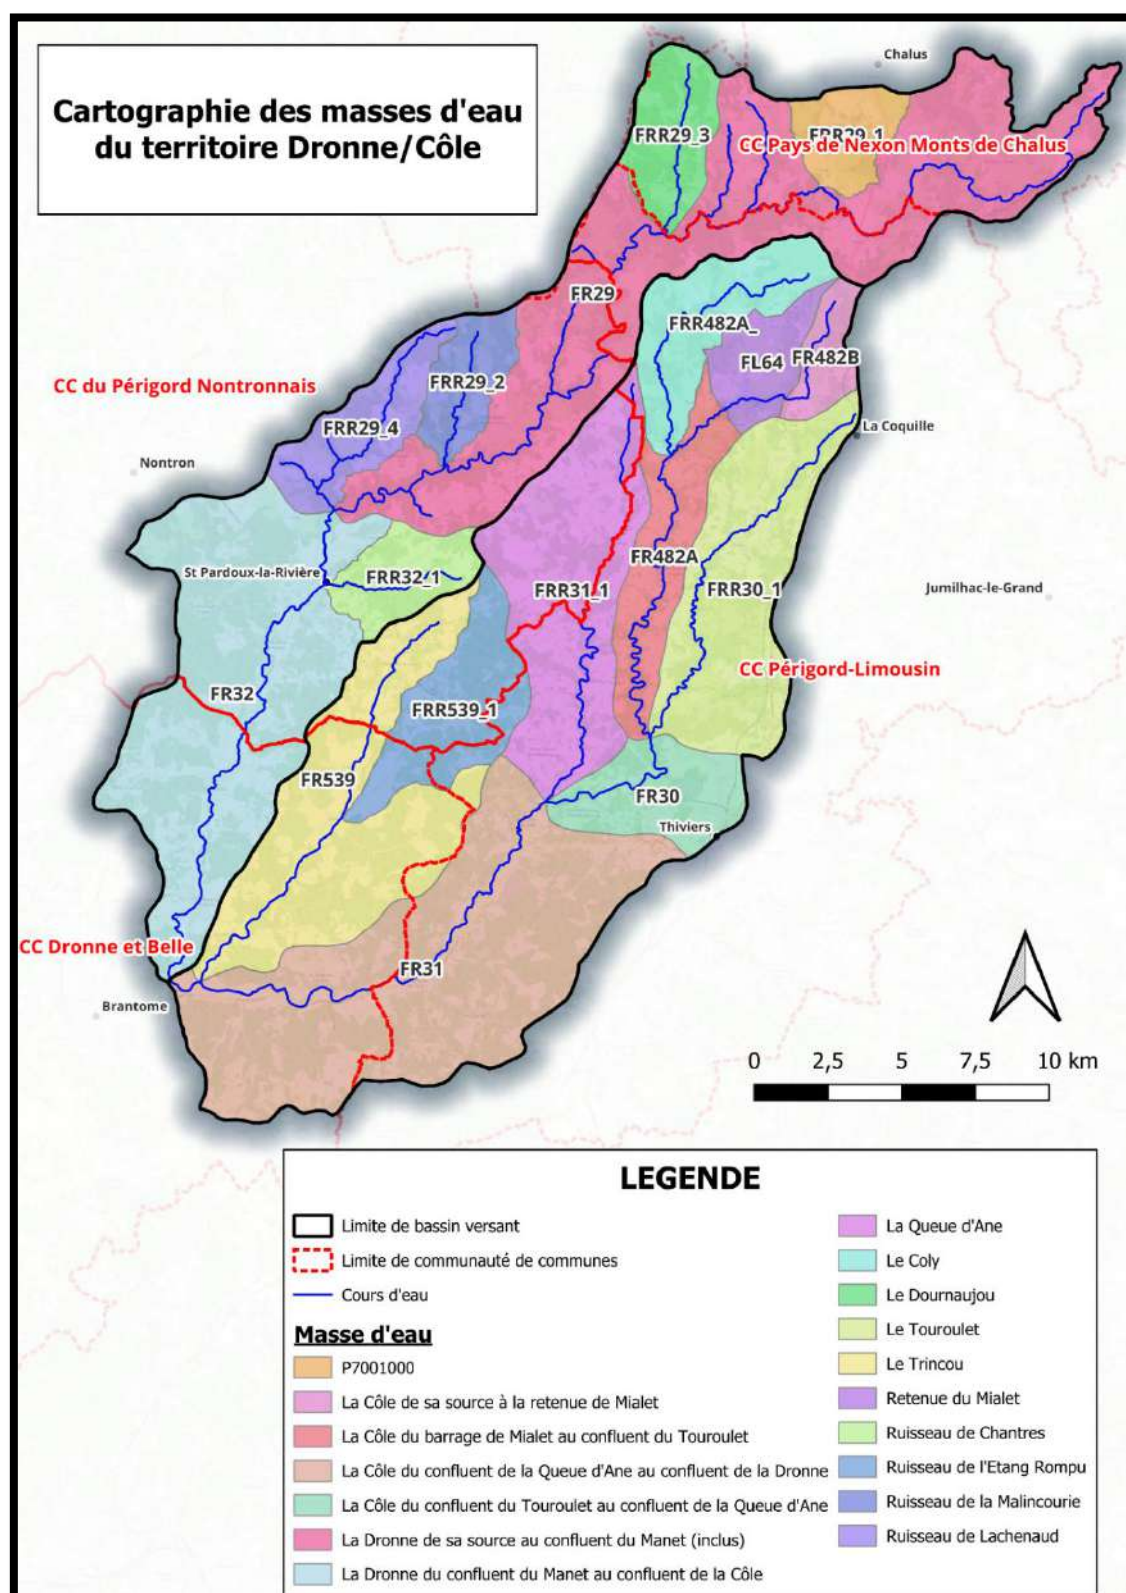 Cartographie des masses d'eau
du territoire Dronne/Côle
Chalus
FRR29_3
FRR29_1
CC Pays de Nexon Monts de Chalus
FR29
FRR482A_
FL64
FR482B
CC du Périgord Nontronnais
FRR29_2
FRR29_4
La Coquille
Nontron
St Pardoux-la-Rivière
FRR32_1
FRR31_1
FR482A
FRR30_1
Jumilhac-le-Grand
CC Périgord-Limousin
FR32
FRR539_1
FR539
FR30
Thiviers
CC Dronne et Belle
FR31
Brantome
0 2,5 5 7,5 10 km
LEGENDE
Limite de bassin versant
Limite de communauté de communes
Cours d'eau
Masse d'eau
P7001000
La Côle de sa source à la retenue de Mialet
La Côle du barrage de Mialet au confluent du Touroulet
La Côle du confluent de la Queue d'Ane au confluent de la Dronne
La Côle du confluent du Touroulet au confluent de la Queue d'Ane
La Dronne de sa source au confluent du Manet (inclus)
La Dronne du confluent du Manet au confluent de la Côle
La Queue d'Ane
Le Coly
Le Dournaujou
Le Touroulet
Le Trincou
Retenue du Mialet
Ruisseau de Chantres
Ruisseau de l'Etang Rompu
Ruisseau de la Malincourie
Ruisseau de Lachenaud